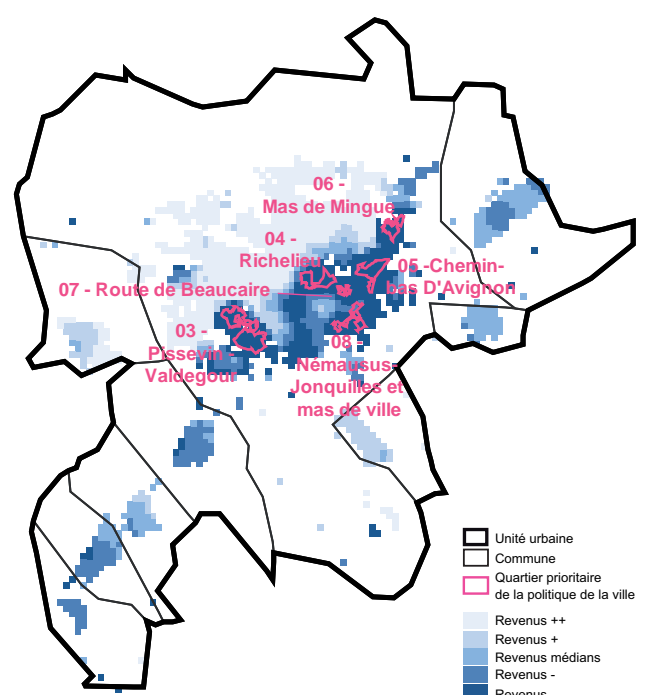 06 -
Mas de Mingue
04 -
Richelieu
05 -Chemin-
bas D'Avignon
07 - Route de Beaucaire
03 -
Pissevin -
Valdegour
08 -
Némausus-
Jonquilles et
mas de ville
Unité urbaine
Commune
Quartier prioritaire
de la politique de la ville
Revenus ++
Revenus +
Revenus médians
Revenus -
Revenus